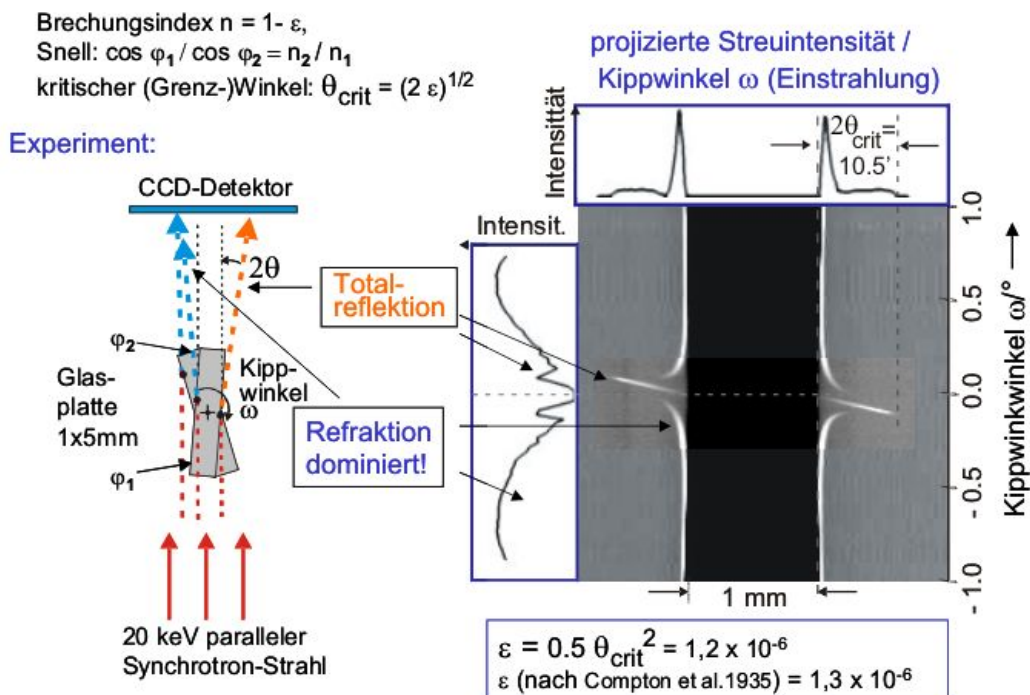 Brechungsindex n = 1- ε,
Snell: cos φ₁ / cos φ₂ = n₂ / n₁
kritischer (Grenz-)Winkel: θcrit = (2 ε)^1/2
Experiment:
CCD-Detektor
2θ
φ₂
Glas-
platte
1x5mm
Kipp-
winkel
ω
φ₁
20 keV paralleler
Synchrotron-Strahl
projizierte Streuintensität /
Kippwinkel ω (Einstrahlung)
Intensittät
2θcrit=
10.5'
Intensit.
Total-
reflektion
Refraktion
dominiert!
1.0
0.5
0.0
- 0.5
- 1.0
Kippwinkel ω/°
1 mm
ε = 0.5 θcrit² = 1,2 x 10⁻⁶
ε (nach Compton et al.1935) = 1,3 x 10⁻⁶